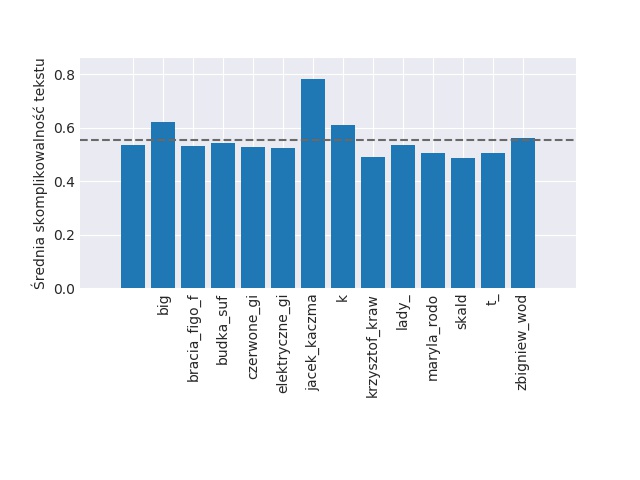 Średnia skomplikowalność tekstu
0.8
0.6
0.4
0.2
0.0
big
bracia_figo_f
budka_suf
czerwone_gi
elektryczne_gi
jacek_kaczma
k
krzysztof_kraw
lady_
maryla_rodo
skald
t_
zbigniew_wod